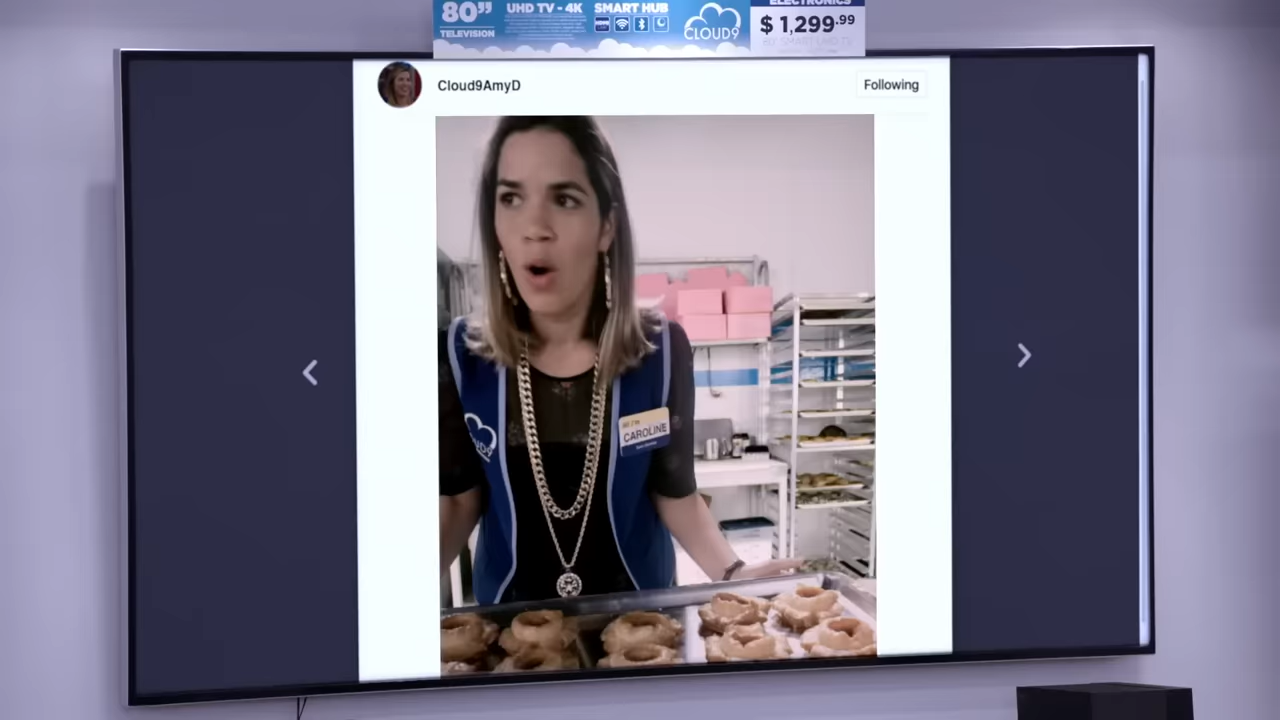 80”
TELEVISION
UHD TV - 4K
SMART HUB
CLOUD9
ELECTRONICS
$ 1,299.99
Cloud9AmyD
Following
CAROLINE